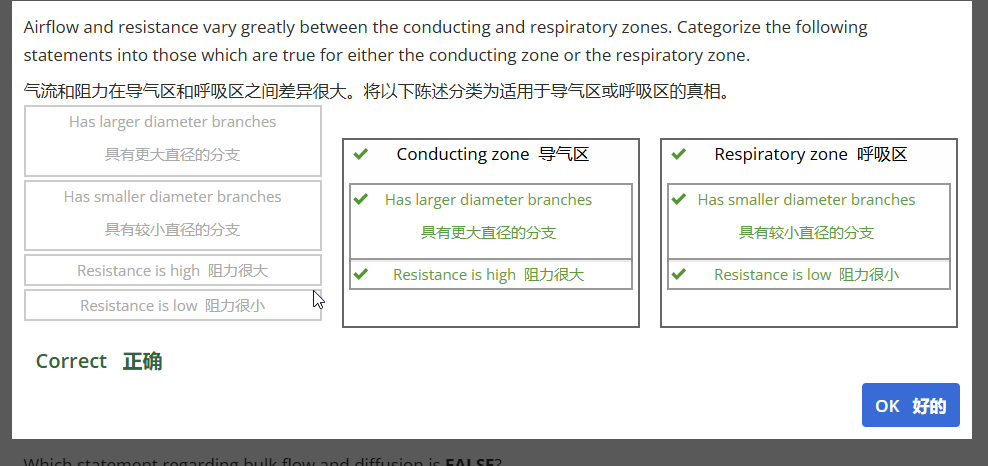 Airflow and resistance vary greatly between the conducting and respiratory zones. Categorize the following
statements into those which are true for either the conducting zone or the respiratory zone.
气流和阻力在导气区和呼吸区之间差异很大。将以下陈述分类为适用于导气区或呼吸区的真相。
Has larger diameter branches
具有更大直径的分支
Has smaller diameter branches
具有较小直径的分支
Resistance is high 阻力很大
Resistance is low 阻力很小
Conducting zone 导气区
Has larger diameter branches
具有更大直径的分支
Resistance is high 阻力很大
Respiratory zone 呼吸区
Has smaller diameter branches
具有较小直径的分支
Resistance is low 阻力很小
Correct 正确
OK 好的
Which statement regarding bulk flow and diffusion is FALSE?